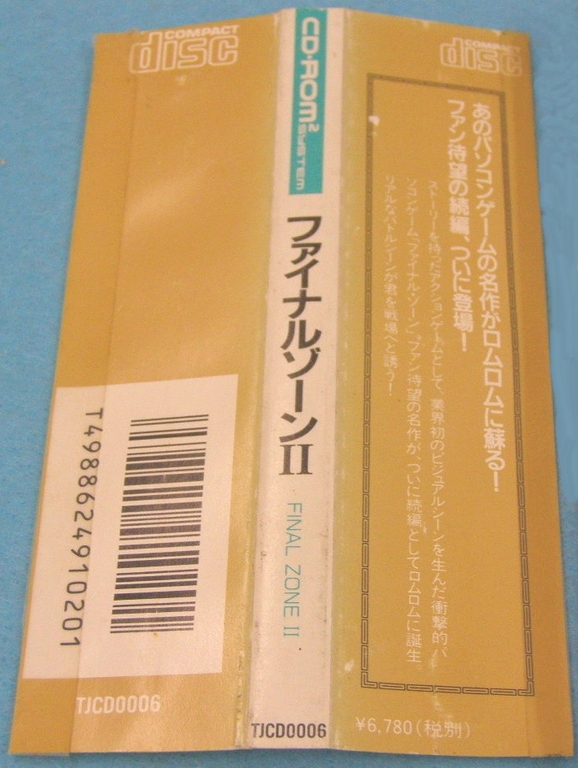 COMPACT
disc
T4988624910201
TJCD0006
CD-ROM²
SYSTEM
ファイナルゾーンII
FINAL ZONE II
TJCD0006
COMPACT
disc
あのパソコンゲームの名作がロムロムに蘇る!
ファン待望の続編、ついに登場!
ストーリーを持ったアクションゲームとして、業界初のビジュアルシーンを生んだ衝撃的パ
ソコンゲーム、「ファイナル・ゾーン」。ファン待望の名作が、ついに続編としてロムロムに誕生
リアルなバトルシーンが君を戦場へと誘う!
¥6,780(税別)